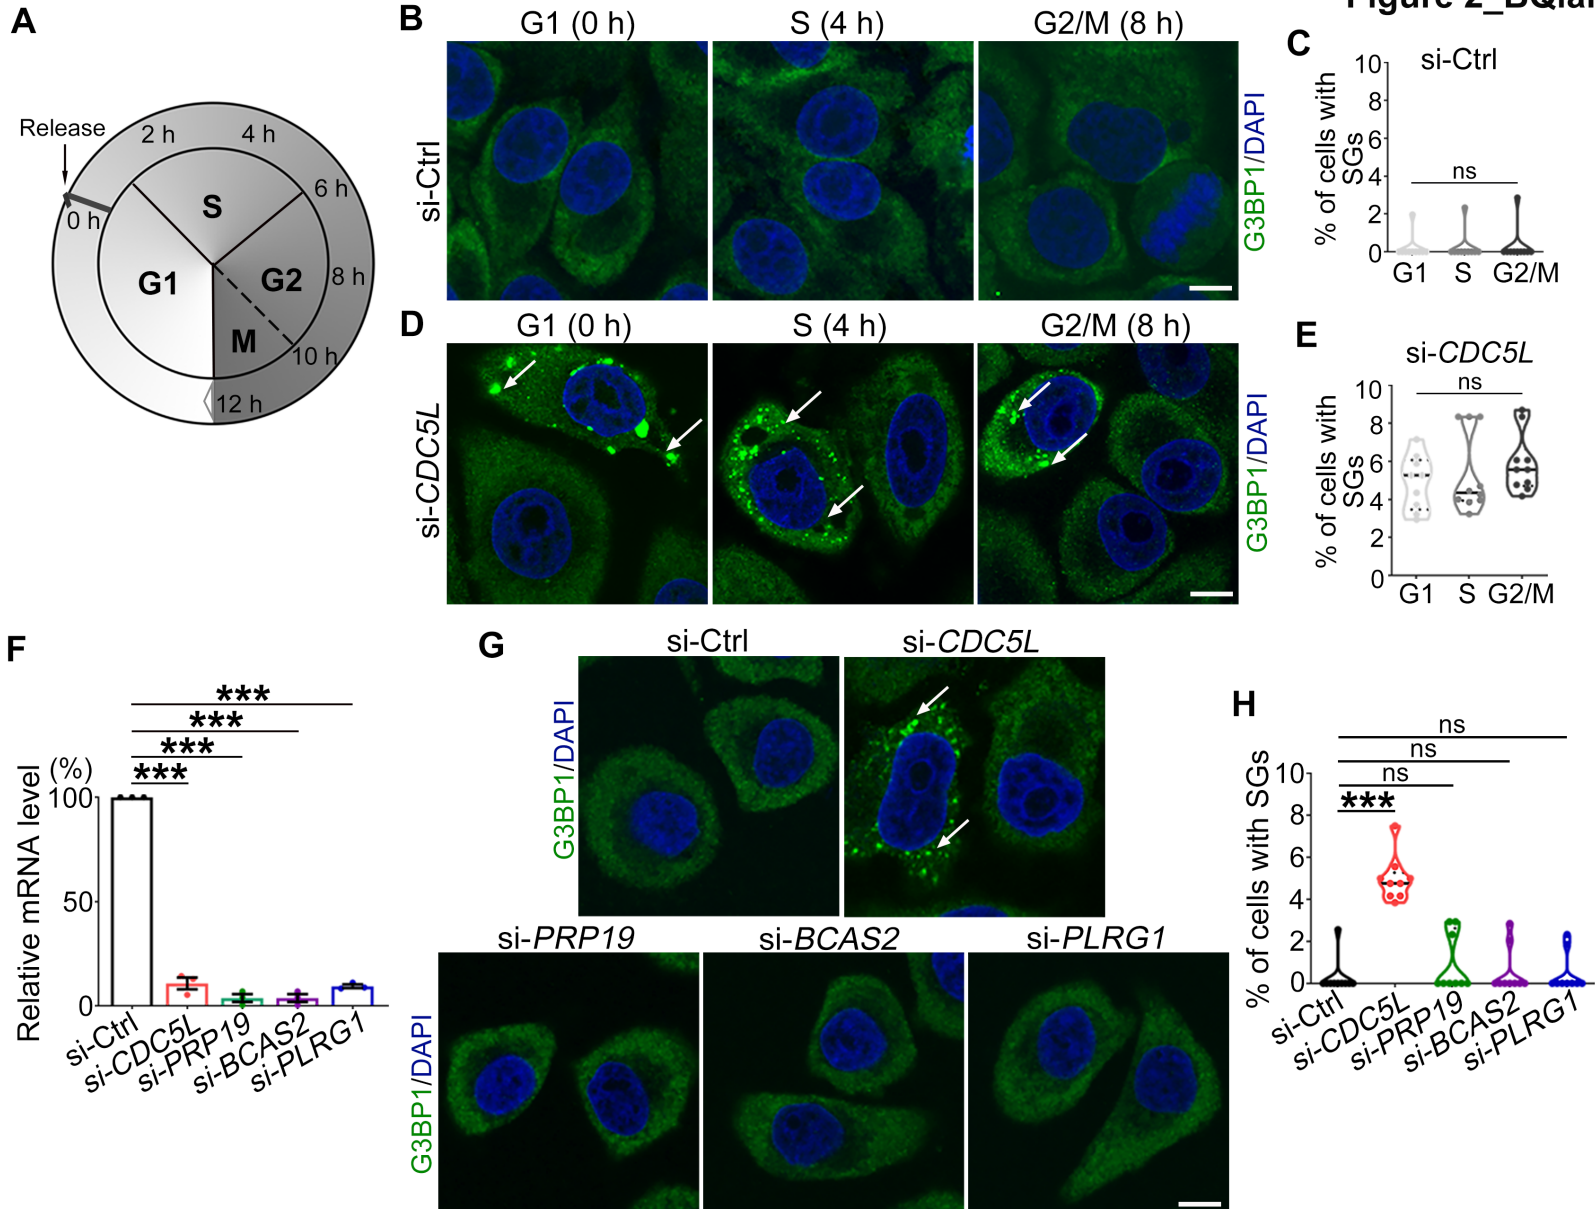 Figure 2_BQian
A
Release
0 h
2 h
4 h
6 h
8 h
10 h
12 h
S
G1
G2
M
B
G1 (0 h)
S (4 h)
G2/M (8 h)
si-Ctrl
G3BP1/DAPI
C
si-Ctrl
% of cells with
SGs
10
8
6
4
2
0
ns
G1
S
G2/M
D
G1 (0 h)
S (4 h)
G2/M (8 h)
si-CDC5L
G3BP1/DAPI
E
si-CDC5L
ns
% of cells with
SGs
10
8
6
4
2
0
G1
S
G2/M
F
***
***
***
***
(%)
Relative mRNA level
100
50
0
si-Ctrl
si-CDC5L
si-PRP19
si-BCAS2
si-PLRG1
G
si-Ctrl
si-CDC5L
G3BP1/DAPI
si-PRP19
si-BCAS2
si-PLRG1
G3BP1/DAPI
H
ns
ns
ns
***
% of cells with SGs
10
8
6
4
2
0
si-Ctrl
si-CDC5L
si-PRP19
si-BCAS2
si-PLRG1